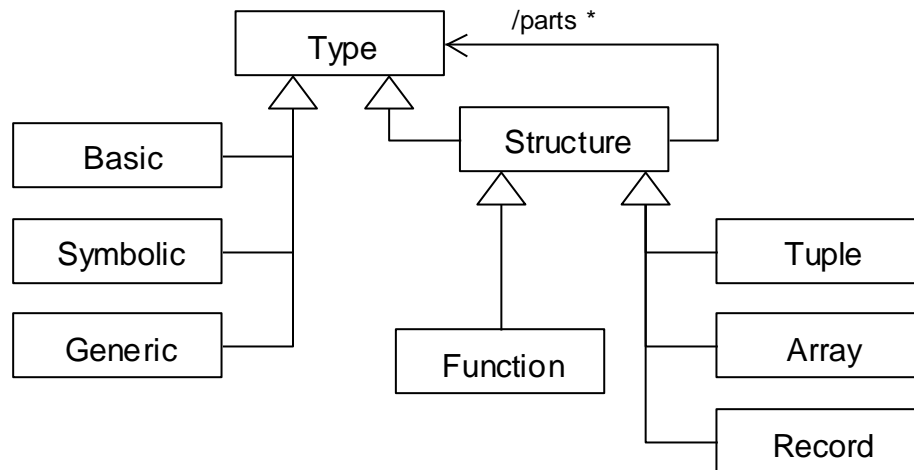 Type
/parts *
Basic
Structure
Symbolic
Tuple
Generic
Function
Array
Record